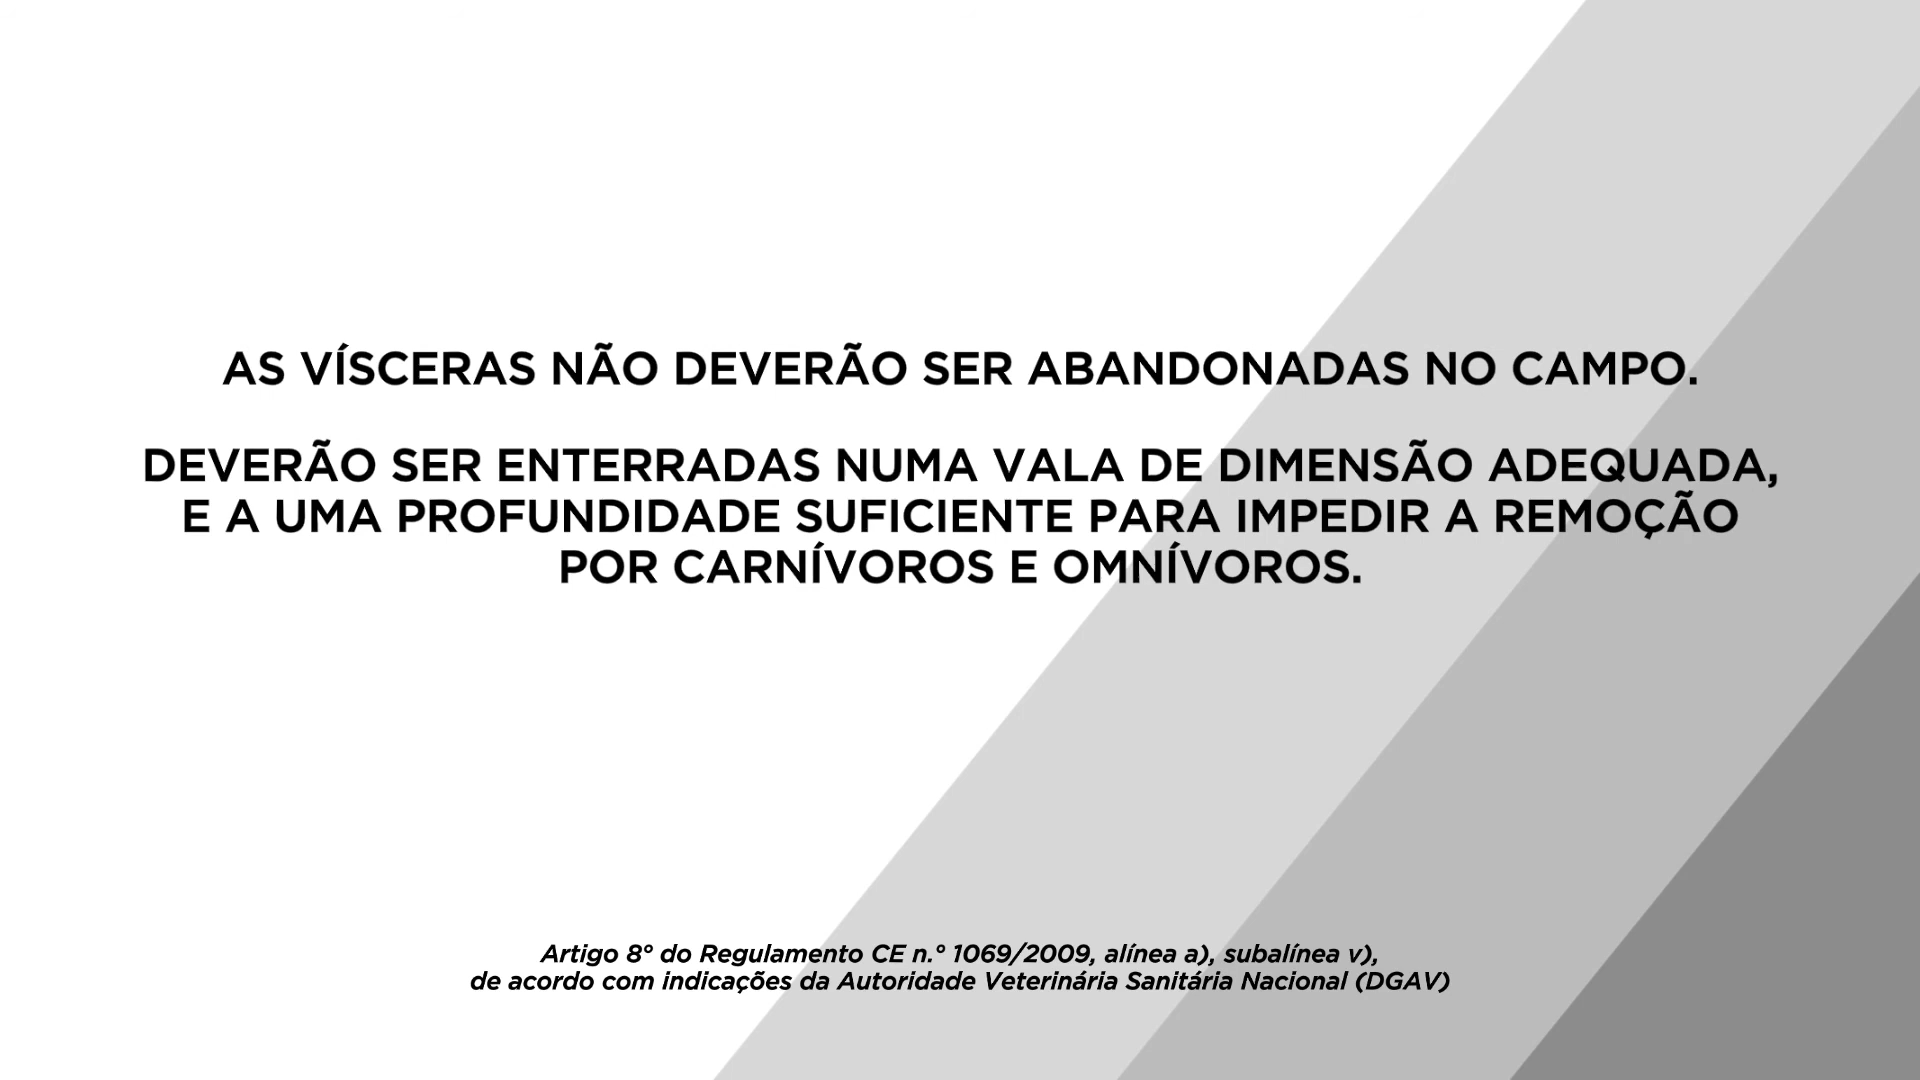 AS VÍSCERAS NÃO DEVERÃO SER ABANDONADAS NO CAMPO.
DEVERÃO SER ENTERRADAS NUMA VALA DE DIMENSÃO ADEQUADA,
E A UMA PROFUNDIDADE SUFICIENTE PARA IMPEDIR A REMOÇÃO
POR CARNÍVOROS E OMNÍVOROS.
Artigo 8° do Regulamento CE n.° 1069/2009, alínea a), subalínea v),
de acordo com indicações da Autoridade Veterinária Sanitária Nacional (DGAV)